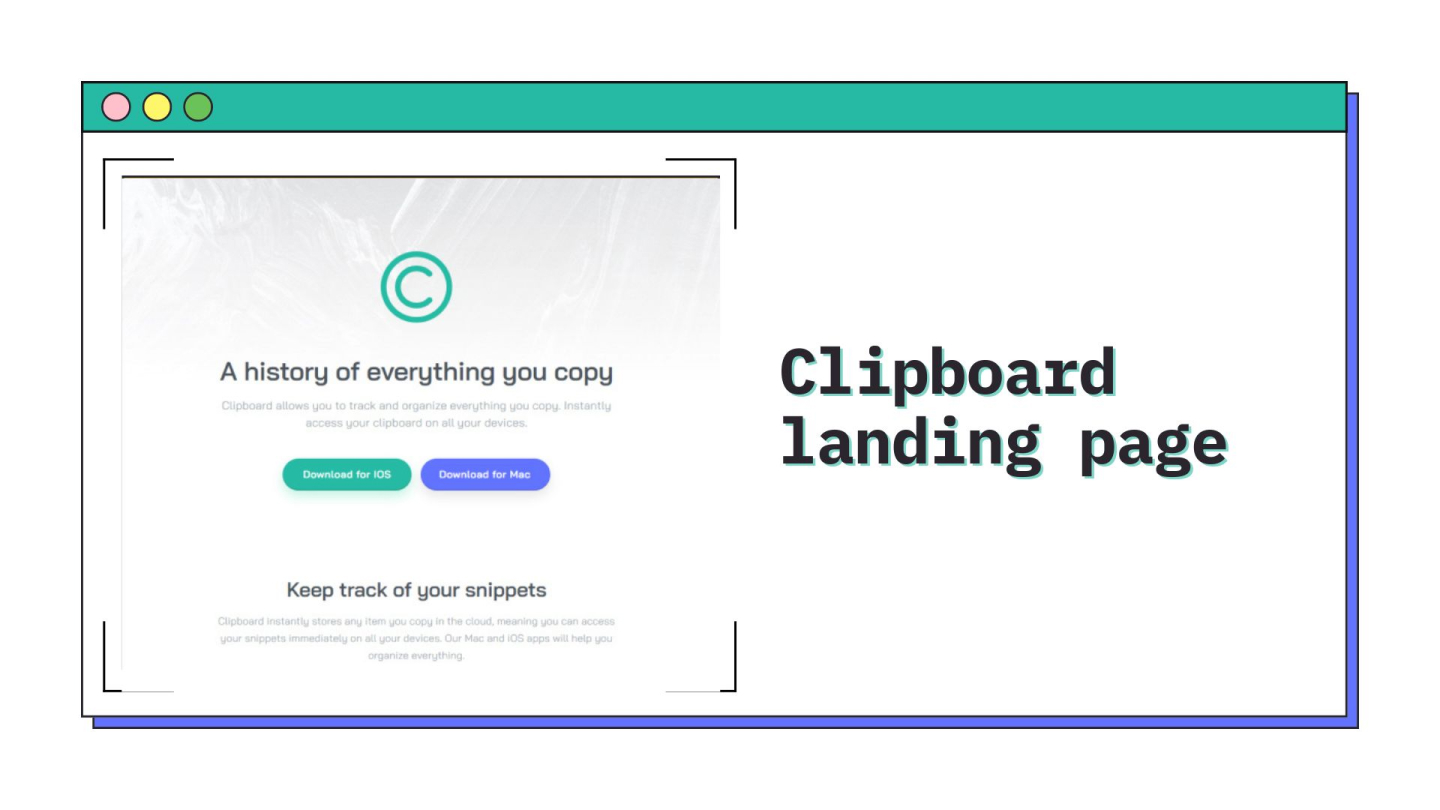 ©
A history of everything you copy
Clipboard allows you to track and organize everything you copy. Instantly
access your clipboard on all your devices.
Download for IOS
Download for Mac
Keep track of your snippets
Clipboard instantly stores any item you copy in the cloud, meaning you can access
your snippets immediately on all your devices. Our Mac and iOS apps will help you
organize everything.
Clipboard
landing page